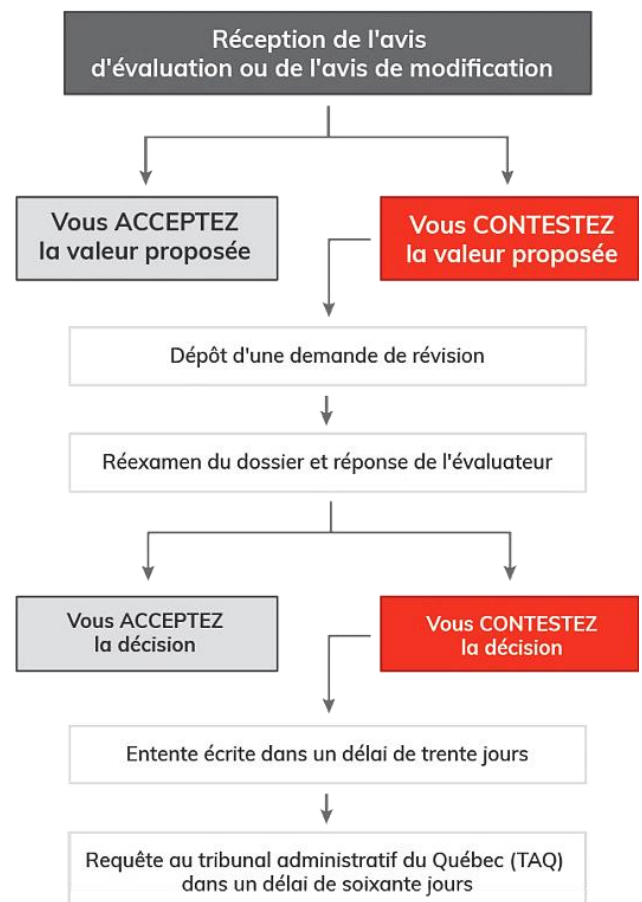 Réception de l'avis
d'évaluation ou de l'avis de modification
Vous ACCEPTEZ
la valeur proposée
Vous CONTESTEZ
la valeur proposée
Dépôt d'une demande de révision
Réexamen du dossier et réponse de l'évaluateur
Vous ACCEPTEZ
la décision
Vous CONTESTEZ
la décision
Entente écrite dans un délai de trente jours
Requête au tribunal administratif du Québec (TAQ)
dans un délai de soixante jours